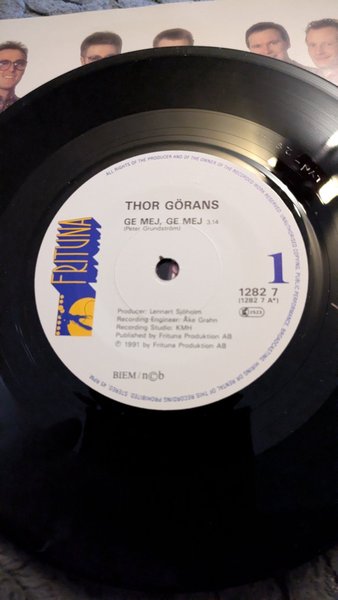 THOR GÖRANS
GE MEJ, GE MEJ 3.14
(Peter Grundström)
FRITUNA
1
1282 7
(1282 7 A*)
Producer: Lennart Sjöholm
Recording Engineer: Åke Grahn
Recording Studio: KMH
Published by Frituna Produktion AB
℗ 1991 by Frituna Produktion AB
BIEM / n©b
ALL RIGHTS OF THE PRODUCER AND OF THE OWNER OF THE RECORDED WORK RESERVED. UNAUTHORIZED COPYING, PUBLIC PERFORMANCE, BROADCASTING, HIRING OR RENTAL OF THIS RECORDING PROHIBITED. STEREO. 45 RPM